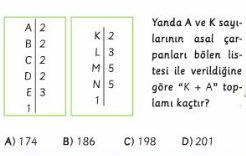 A 2
B 2
C 2
D 2
E 3
1
K 2
L 3
M 5
N 5
1
Yanda A ve K sayı-
larının asal çar-
panları bölen lis-
tesi ile verildiğine
göre "K + A" top-
lamı kaçtır?
A) 174 B) 186 C) 198 D) 201